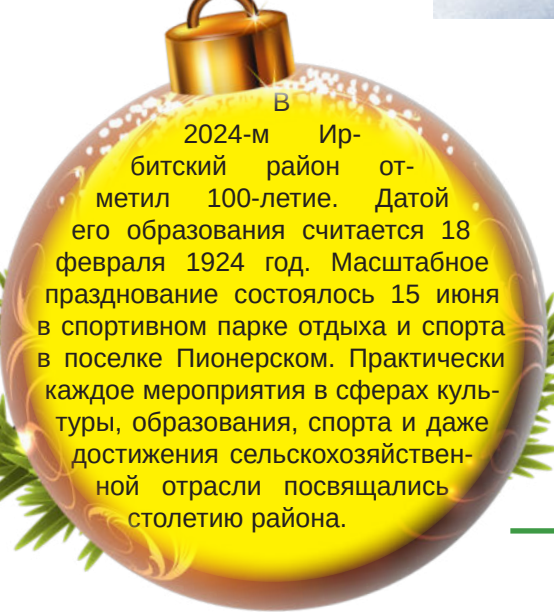 В
2024-м Ир-
битский район от-
метил 100-летие. Датой
его образования считается 18
февраля 1924 год. Масштабное
празднование состоялось 15 июня
в спортивном парке отдыха и спорта
в поселке Пионерском. Практически
каждое мероприятия в сферах куль-
туры, образования, спорта и даже
достижения сельскохозяйствен-
ной отрасли посвящались
столетию района.